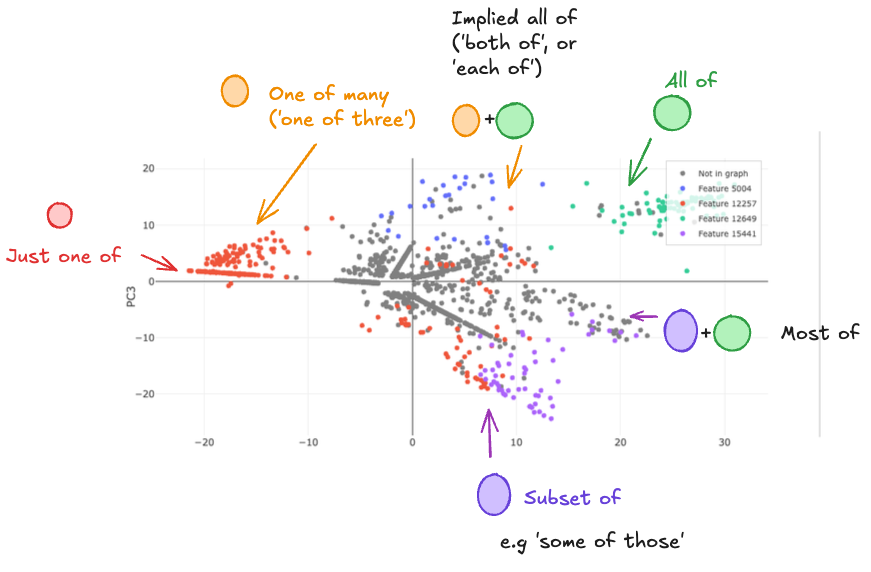 Implied all of
('both of', or
'each of')
One of many
('one of three')
+
All of
Just one of
Not in graph
Feature 5004
Feature 12257
Feature 12649
Feature 15441
20
10
0
−10
−20
PC3
−20
−10
0
10
20
30
+
Most of
Subset of
e.g 'some of those'